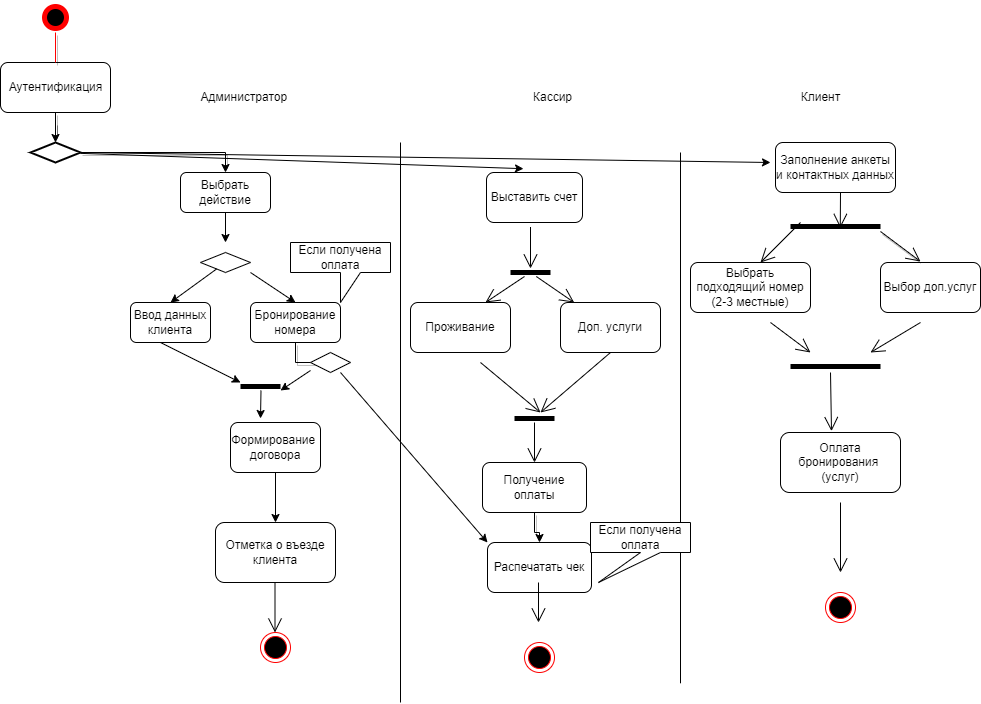 Аутентификация
Администратор
Кассир
Клиент
Выбрать
действие
Если получена
оплата
Ввод данных
клиента
Бронирование
номера
Формирование
договора
Отметка о въезде
клиента
Выставить счет
Проживание
Доп. услуги
Получение
оплаты
Распечатать чек
Если получена
оплата
Заполнение анкеты
и контактных данных
Выбрать
подходящий номер
(2-3 местные)
Выбор доп.услуг
Оплата
бронирования
(услуг)